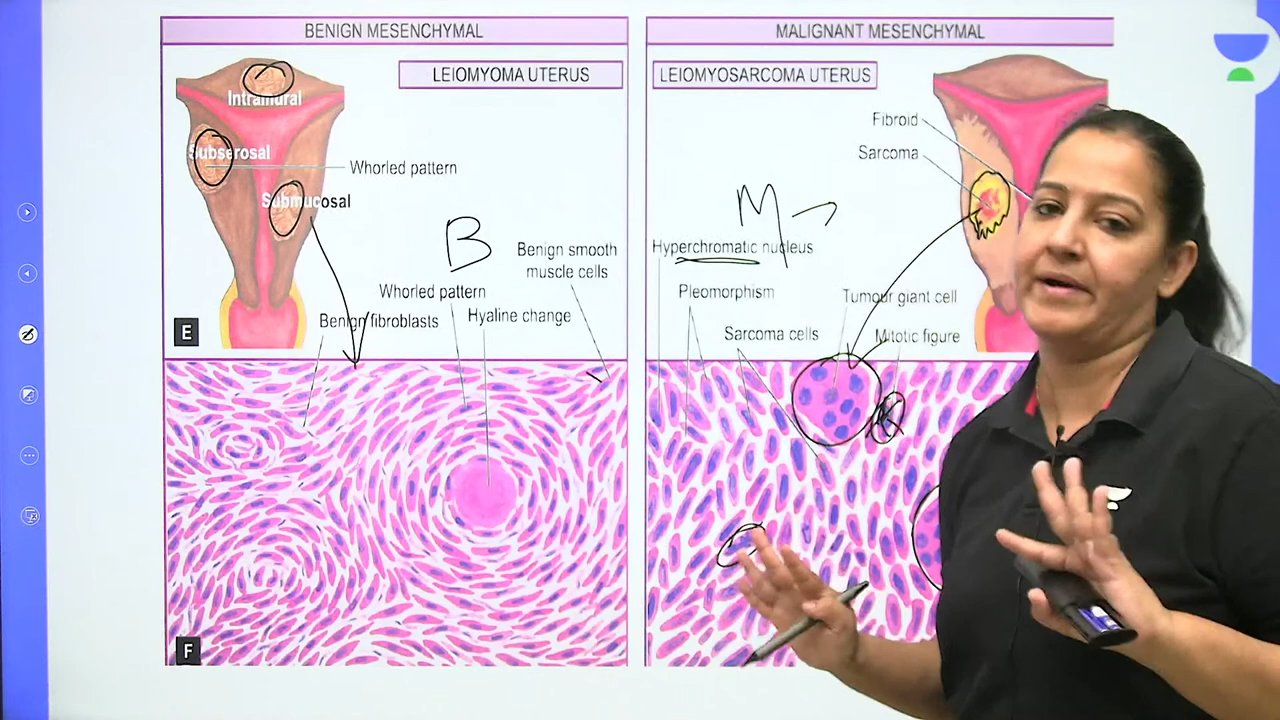 BENIGN MESENCHYMAL
LEIOMYOMA UTERUS
Intramural
Subserosal
Whorled pattern
Submucosal
B
Benign smooth
muscle cells
Whorled pattern
Hyaline change
Benign fibroblasts
E
F
MALIGNANT MESENCHYMAL
LEIOMYOSARCOMA UTERUS
Fibroid
Sarcoma
M
Hyperchromatic nucleus
Pleomorphism
Tumour giant cell
Sarcoma cells
Mitotic figure